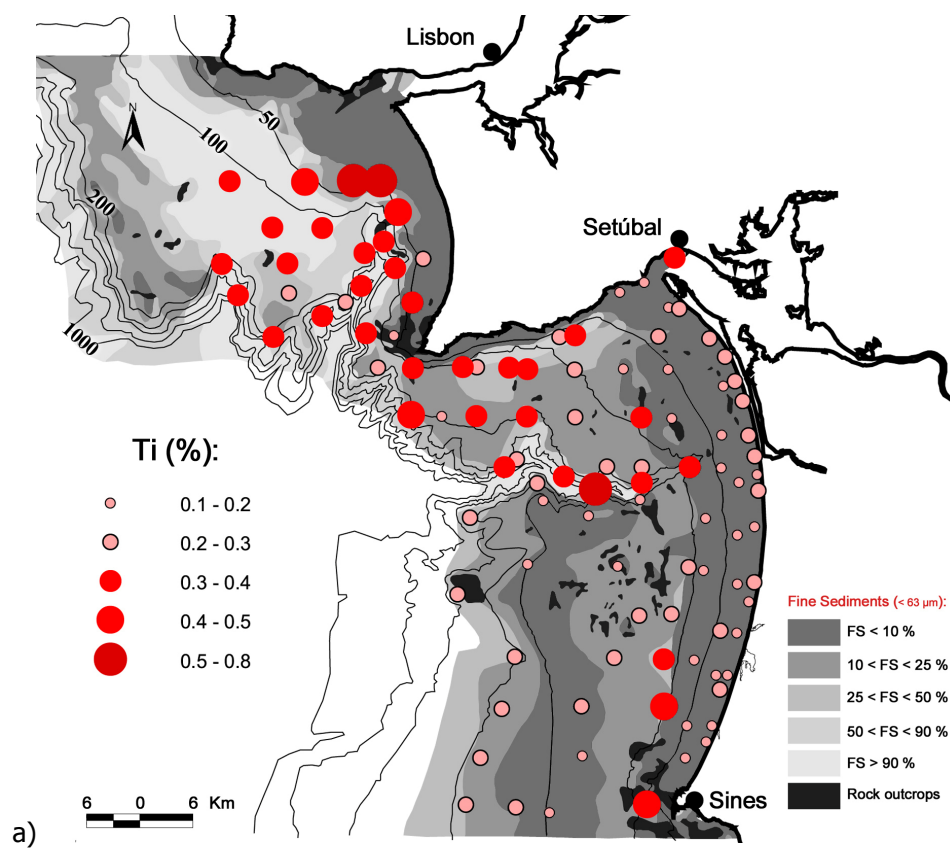 Lisbon
N
50
100
200
1000
Setúbal
Ti (%):
0.1 - 0.2
0.2 - 0.3
0.3 - 0.4
0.4 - 0.5
0.5 - 0.8
Fine Sediments (< 63 µm):
FS < 10 %
10 < FS < 25 %
25 < FS < 50 %
50 < FS < 90 %
FS > 90 %
Rock outcrops
6 0 6 Km
Sines
a)